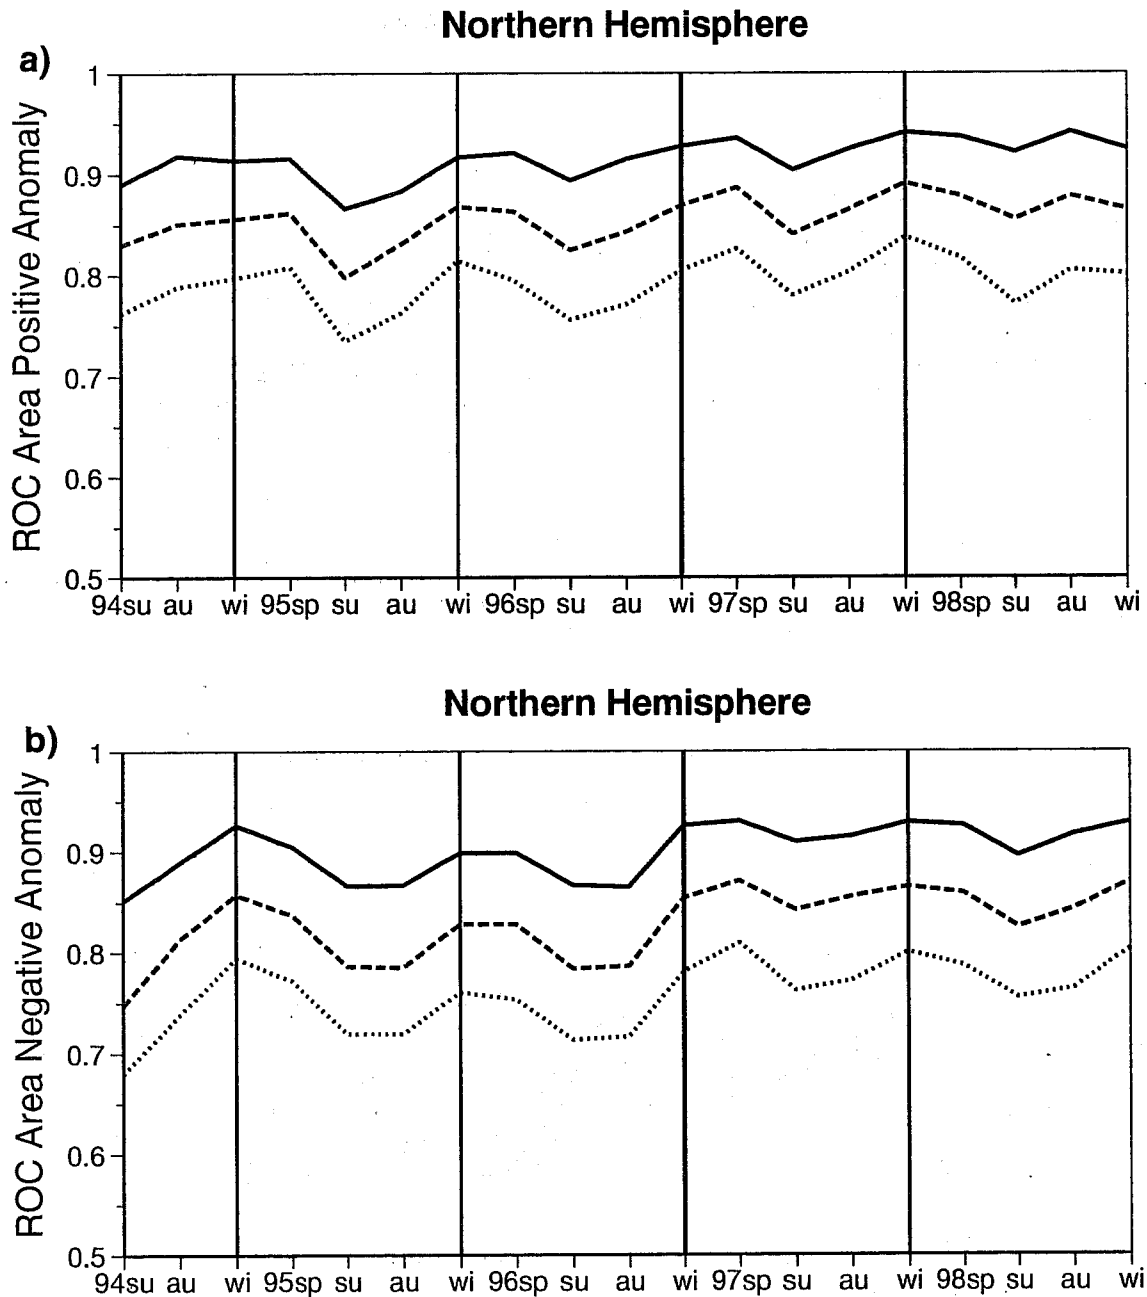 Northern Hemisphere
a)
ROC Area Positive Anomaly
1
0.9
0.8
0.7
0.6
0.5
94su au wi 95sp su au wi 96sp su au wi 97sp su au wi 98sp su au wi
Northern Hemisphere
b)
ROC Area Negative Anomaly
1
0.9
0.8
0.7
0.6
0.5
94su au wi 95sp su au wi 96sp su au wi 97sp su au wi 98sp su au wi